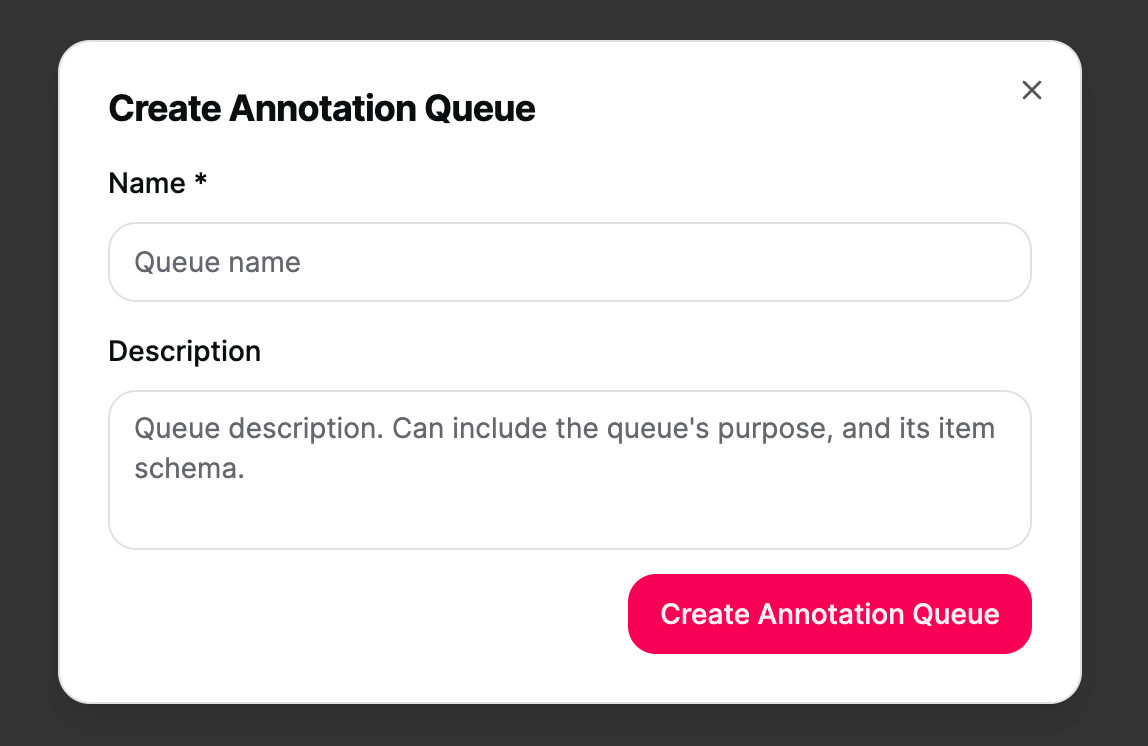 Create Annotation Queue
Name *
Queue name
Description
Queue description. Can include the queue's purpose, and its item
schema.
Create Annotation Queue